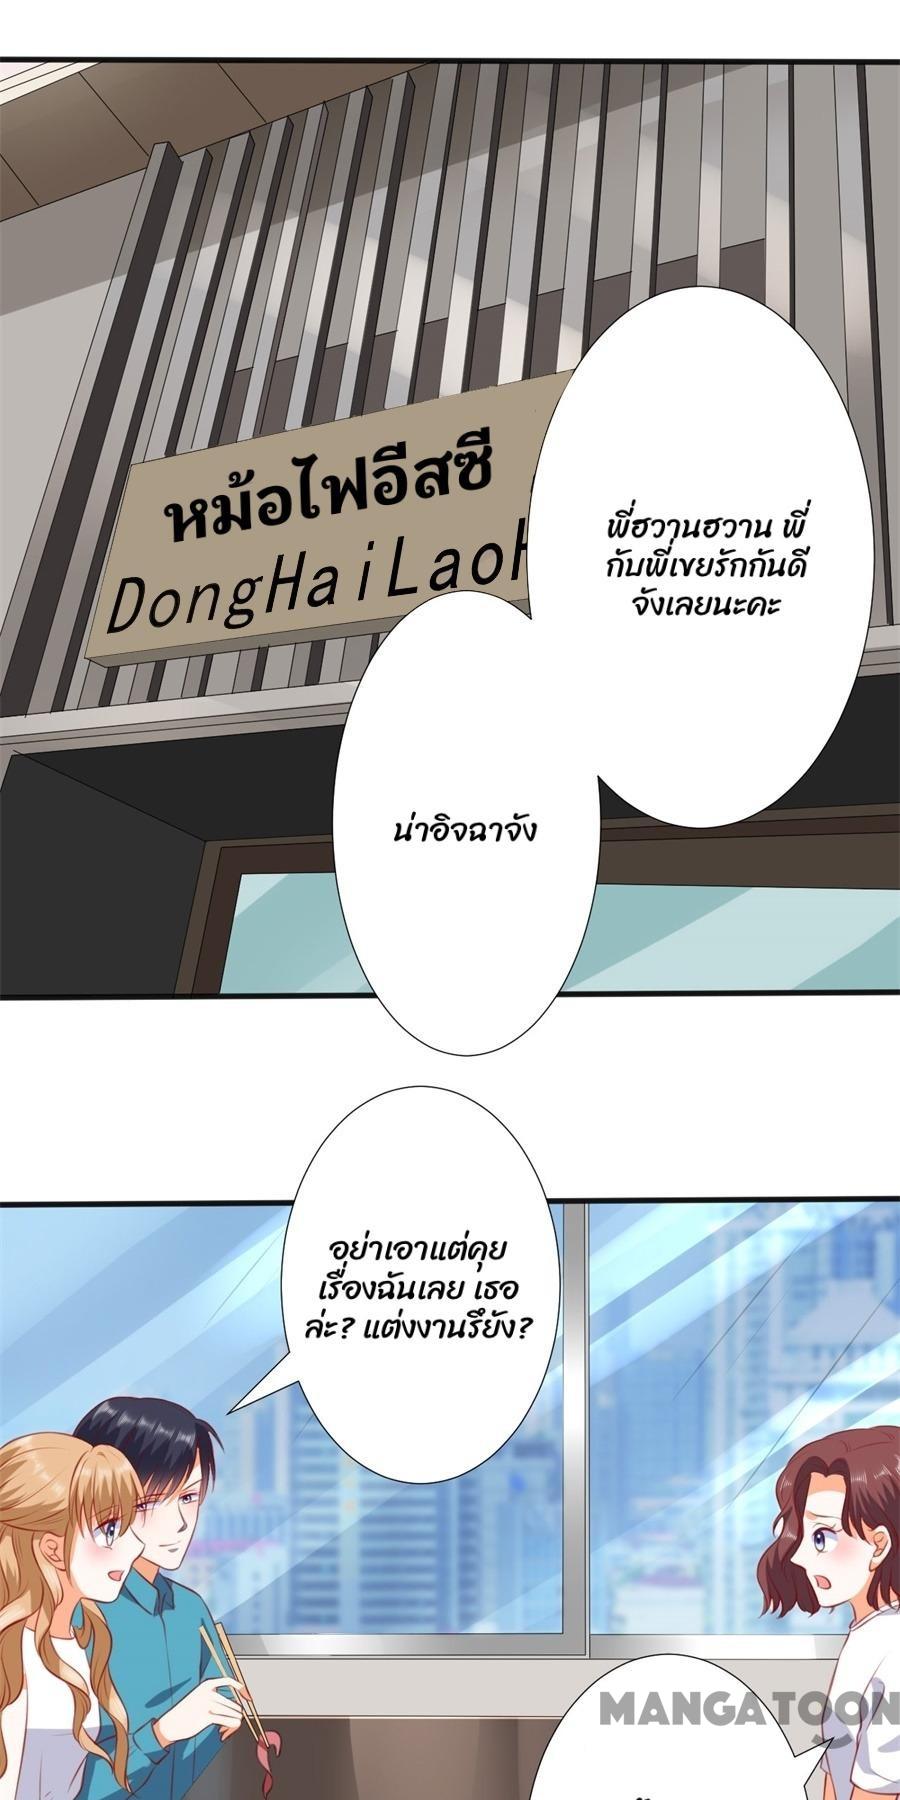 หม้อไฟอีสซี
DongHaiLaoH
พี่ฮวานฮวาน พี่
กับพี่เขยรักกันดี
จังเลยนะคะ
น่าอิจฉาจัง
อย่าเอาแต่คุย
เรื่องฉันเลย เธอ
ล่ะ? แต่งงานรึยัง?
MANGATOON